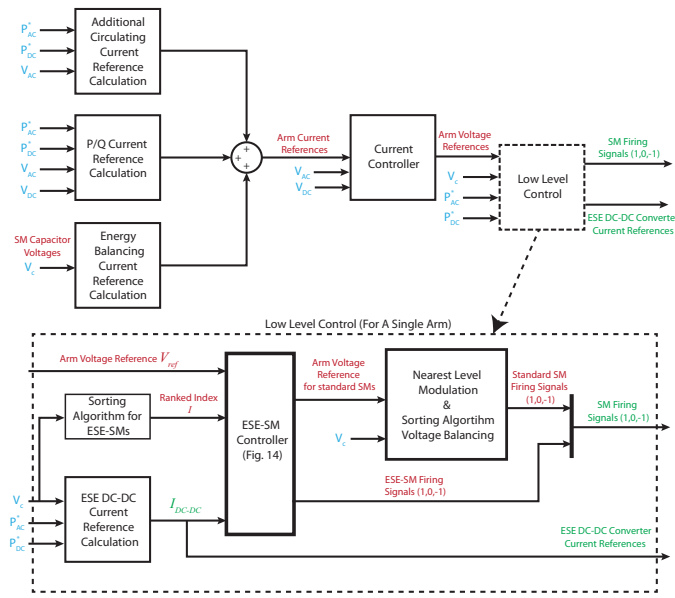 P*AC
P*DC
VAC
Additional
Circulating
Current
Reference
Calculation
P*AC
P*DC
VAC
VDC
P/Q Current
Reference
Calculation
SM Capacitor
Voltages
Vc
Energy
Balancing
Current
Reference
Calculation
+
+
+
Arm Current
References
VAC
VDC
Current
Controller
Arm Voltage
References
Vc
P*AC
P*DC
Low Level
Control
SM Firing
Signals (1,0,-1)
ESE DC-DC Converte
Current References
Low Level Control (For A Single Arm)
Arm Voltage Reference Vref
Sorting
Algorithm for
ESE-SMs
Ranked Index
I
Vc
P*AC
P*DC
ESE DC-DC
Current
Reference
Calculation
IDC-DC
ESE-SM
Controller
(Fig. 14)
Arm Voltage
Reference
for standard SMs
Vc
Nearest Level
Modulation
&
Sorting Algortihm
Voltage Balancing
Standard SM
Firing Signals
(1,0,-1)
ESE-SM Firing
Signals (1,0,-1)
SM Firing
Signals (1,0,-1)
ESE DC-DC Converter
Current References